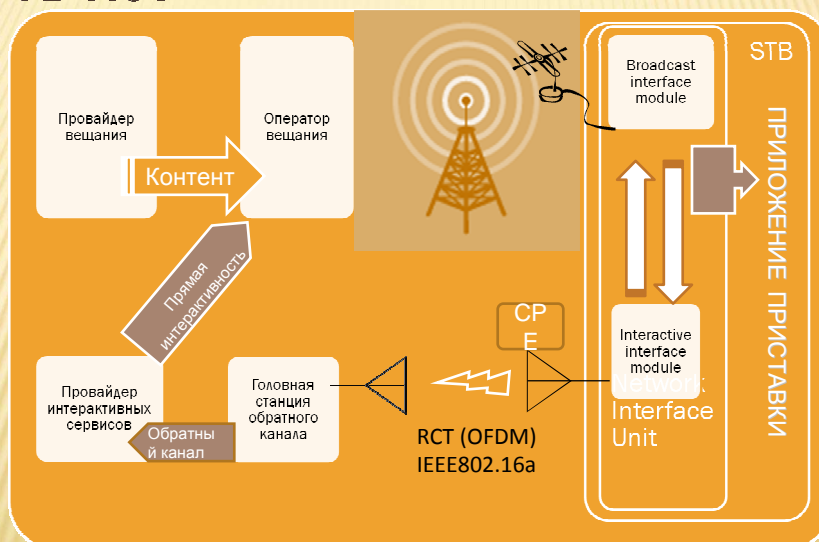 Провайдер
вещания
Контент
Оператор
вещания
Broadcast
interface
module
STB
ПРИЛОЖЕНИЕ ПРИСТАВКИ
Прямая
интерактивность
CP
E
Interactive
interface
module
Network
Interface
Unit
Провайдер
интерактивных
сервисов
Обратны
й канал
Головная
станция
обратного
канала
RCT (OFDM)
IEEE802.16a